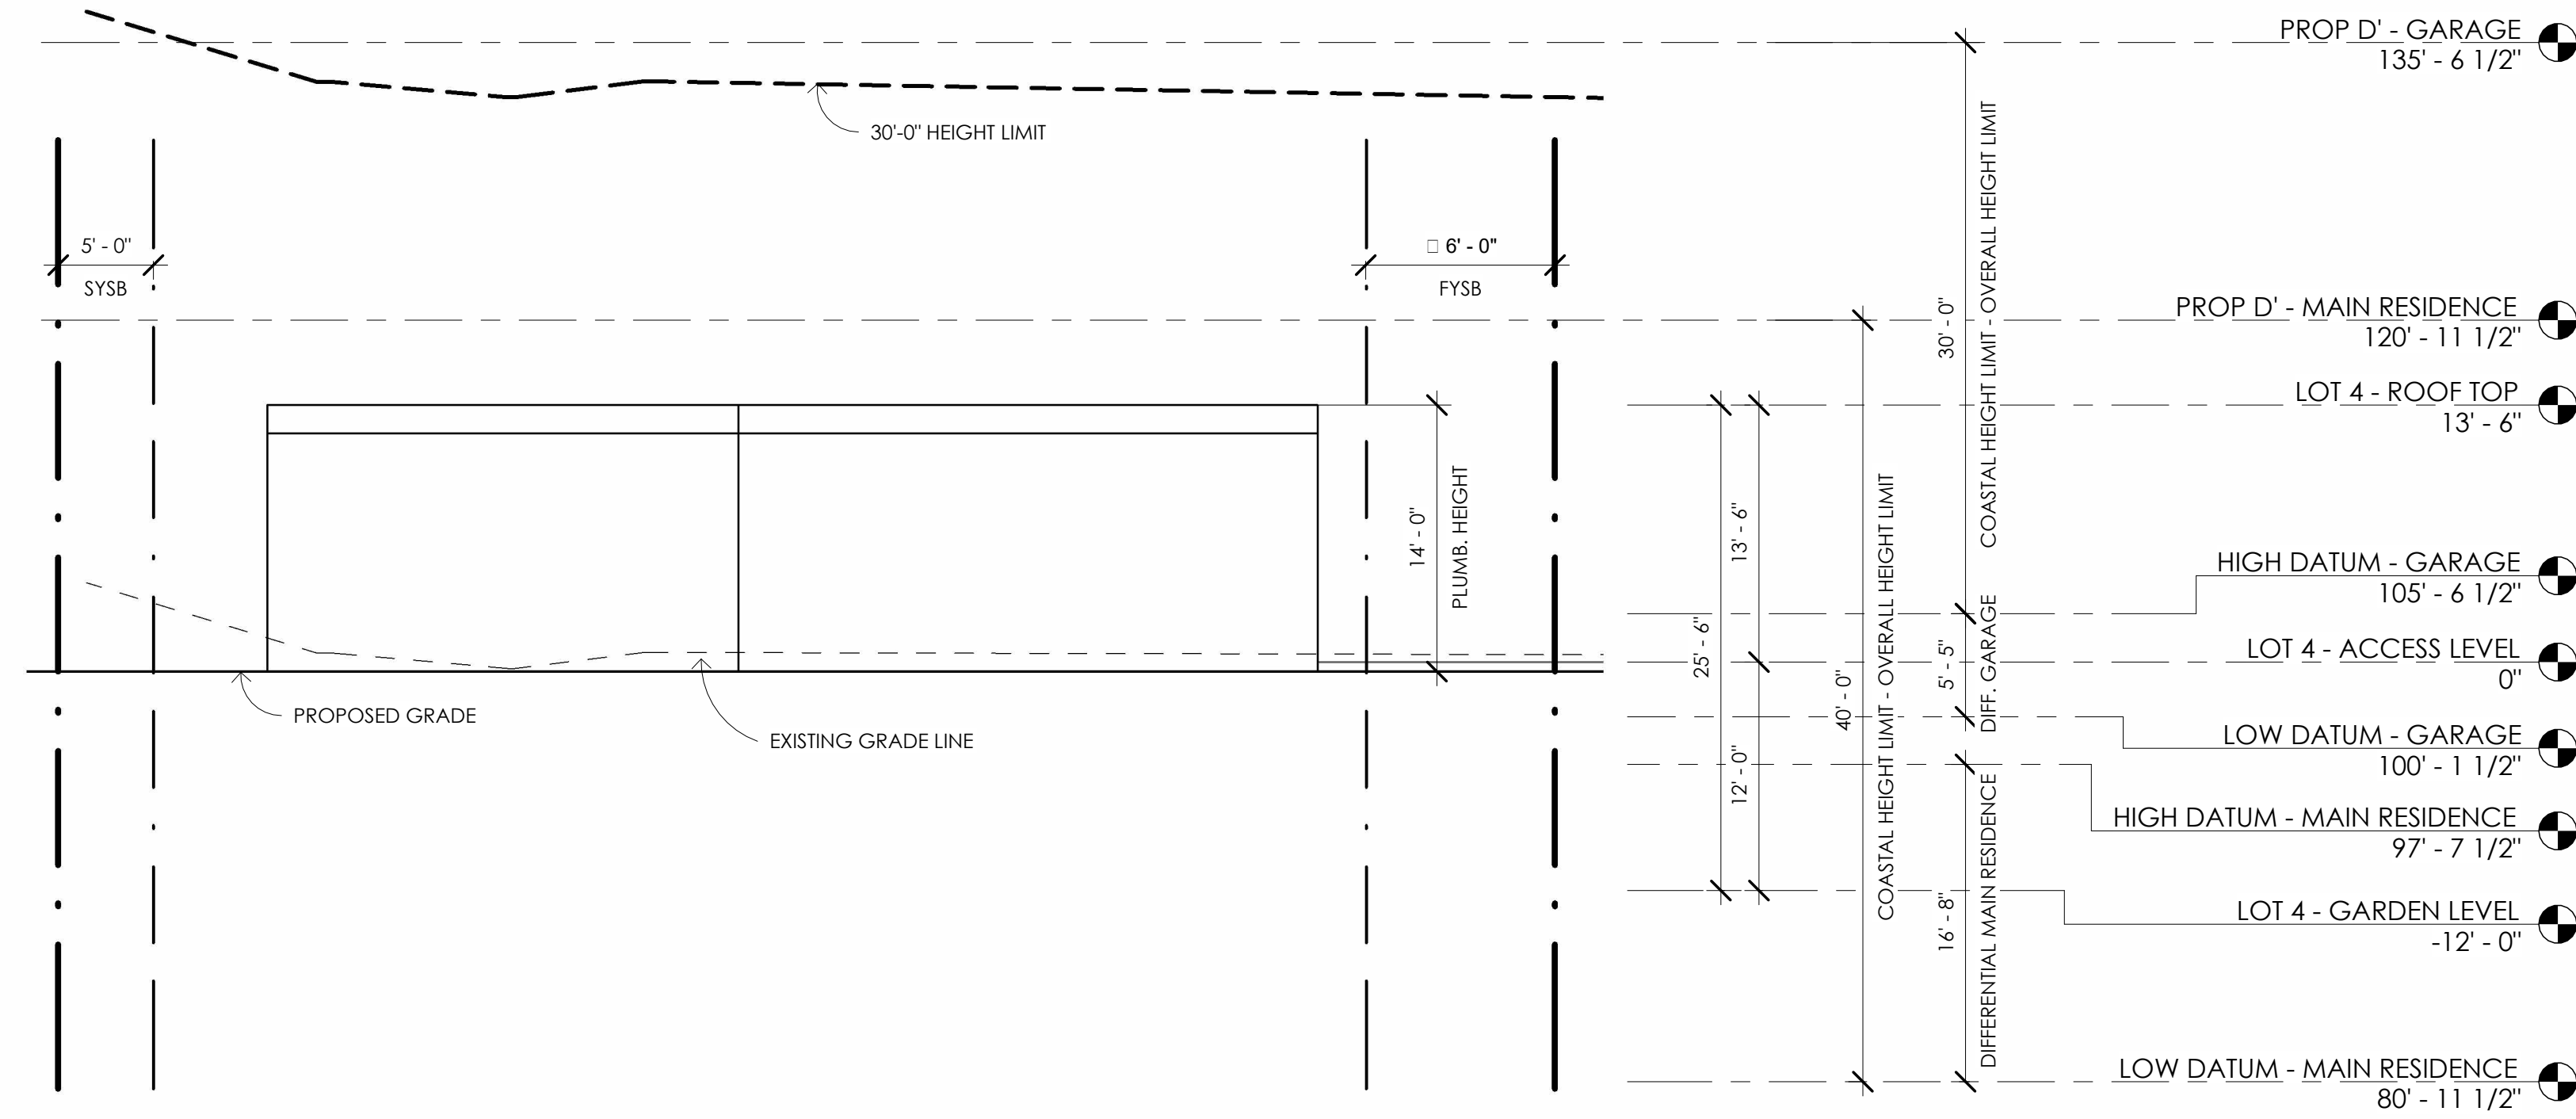 PROP D' - GARAGE
135' - 6 1/2"
30'-0" HEIGHT LIMIT
5' - 0"
SYSB
6' - 0"
FYSB
PROP D' - MAIN RESIDENCE
120' - 11 1/2"
LOT 4 - ROOF TOP
13' - 6"
30' - 0"
COASTAL HEIGHT LIMIT - OVERALL HEIGHT LIMIT
14' - 0"
PLUMB. HEIGHT
13' - 6"
25' - 6"
12' - 0"
40' - 0"
COASTAL HEIGHT LIMIT - OVERALL HEIGHT LIMIT
5' - 5"
DIFF. GARAGE
16' - 8"
DIFFERENTIAL MAIN RESIDENCE
HIGH DATUM - GARAGE
105' - 6 1/2"
LOT 4 - ACCESS LEVEL
0"
PROPOSED GRADE
EXISTING GRADE LINE
LOW DATUM - GARAGE
100' - 1 1/2"
HIGH DATUM - MAIN RESIDENCE
97' - 7 1/2"
LOT 4 - GARDEN LEVEL
-12' - 0"
LOW DATUM - MAIN RESIDENCE
80' - 11 1/2"